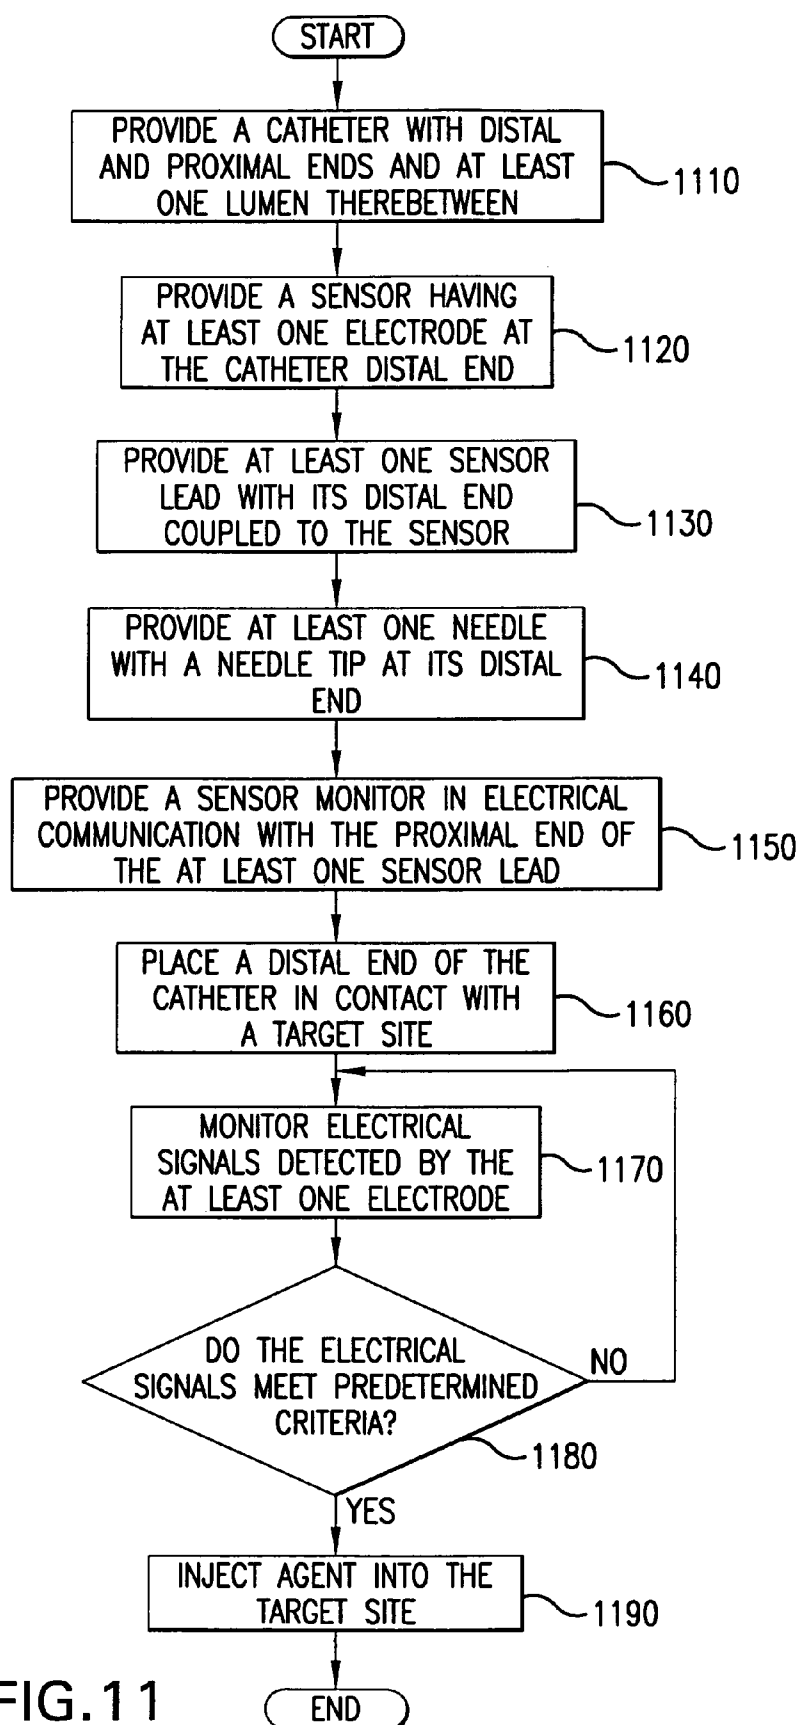 START
PROVIDE A CATHETER WITH DISTAL
AND PROXIMAL ENDS AND AT LEAST
ONE LUMEN THEREBETWEEN
1110
PROVIDE A SENSOR HAVING
AT LEAST ONE ELECTRODE AT
THE CATHETER DISTAL END
1120
PROVIDE AT LEAST ONE SENSOR
LEAD WITH ITS DISTAL END
COUPLED TO THE SENSOR
1130
PROVIDE AT LEAST ONE NEEDLE
WITH A NEEDLE TIP AT ITS DISTAL
END
1140
PROVIDE A SENSOR MONITOR IN ELECTRICAL
COMMUNICATION WITH THE PROXIMAL END OF
THE AT LEAST ONE SENSOR LEAD
1150
PLACE A DISTAL END OF THE
CATHETER IN CONTACT WITH
A TARGET SITE
1160
MONITOR ELECTRICAL
SIGNALS DETECTED BY THE
AT LEAST ONE ELECTRODE
1170
DO THE ELECTRICAL
SIGNALS MEET PREDETERMINED
CRITERIA?
NO
1180
YES
INJECT AGENT INTO THE
TARGET SITE
1190
FIG.11
END